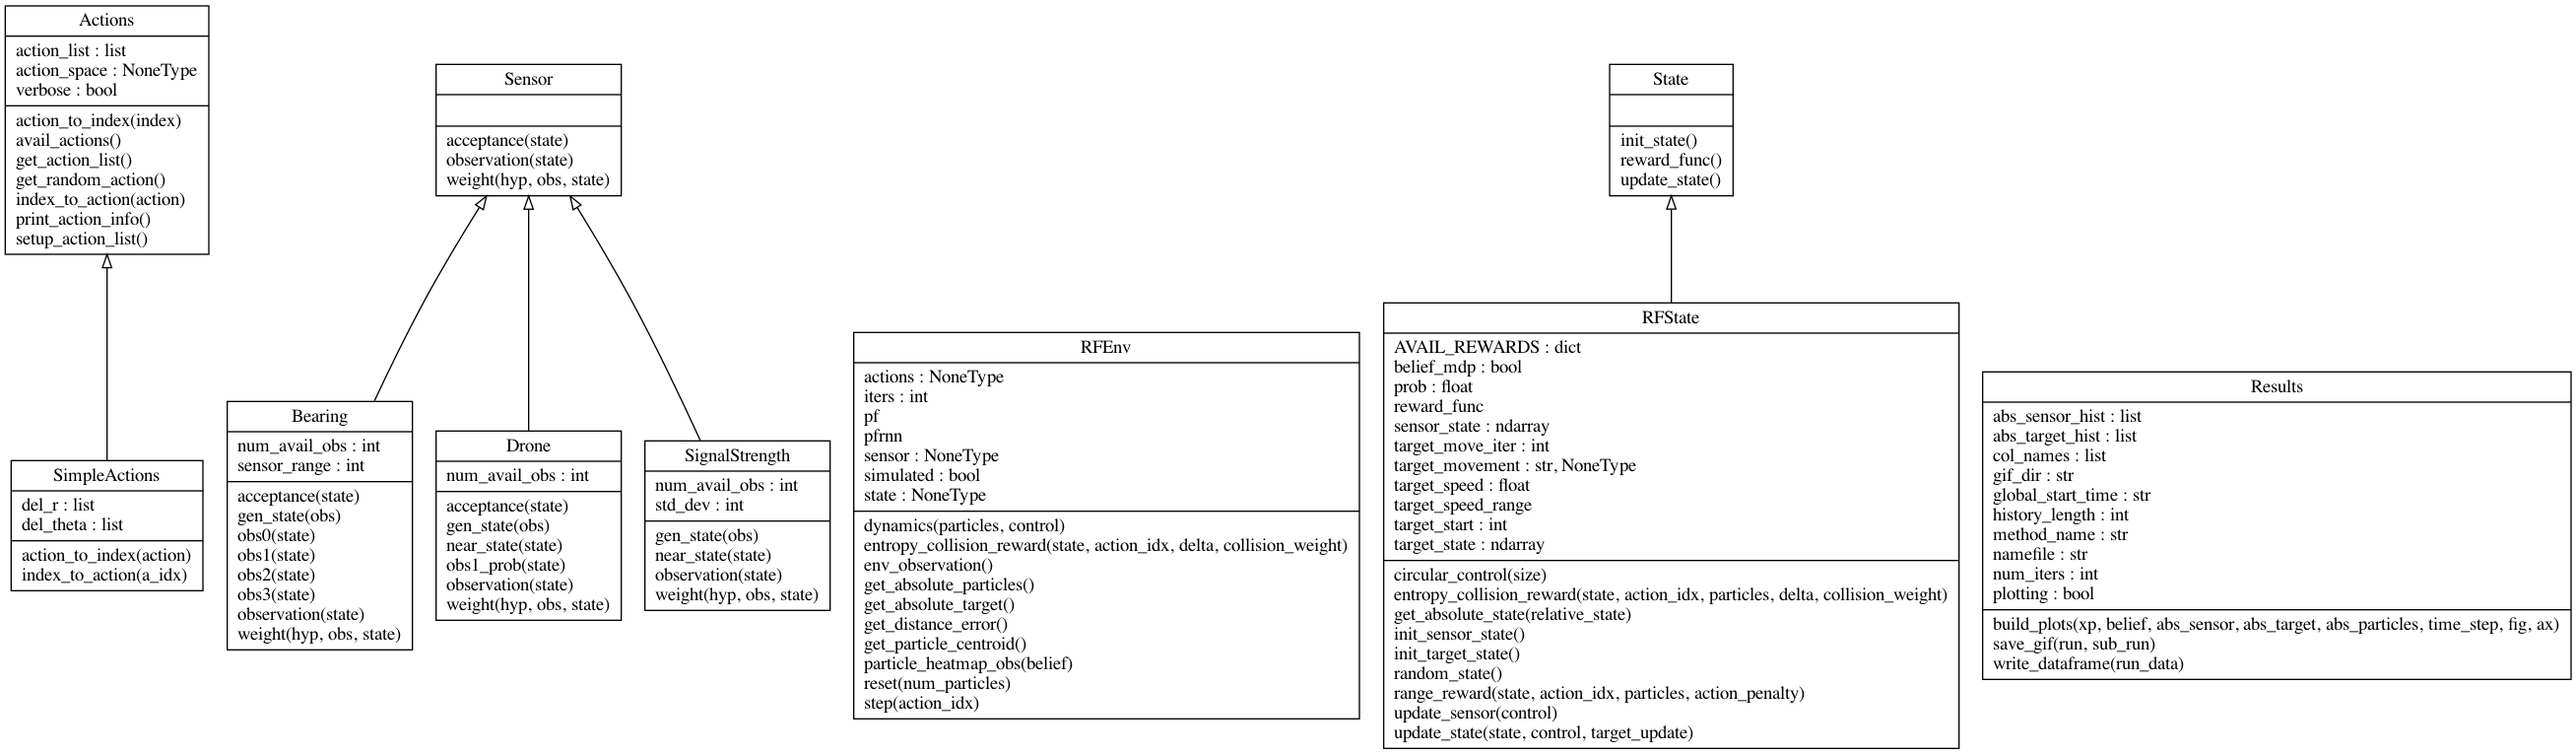 Actions
action_list : list
action_space : NoneType
verbose : bool
action_to_index(index)
avail_actions()
get_action_list()
get_random_action()
index_to_action(action)
print_action_info()
setup_action_list()
Sensor
acceptance(state)
observation(state)
weight(hyp, obs, state)
State
init_state()
reward_func()
update_state()
SimpleActions
del_r : list
del_theta : list
action_to_index(action)
index_to_action(a_idx)
Bearing
num_avail_obs : int
sensor_range : int
acceptance(state)
gen_state(obs)
obs0(state)
obs1(state)
obs2(state)
obs3(state)
observation(state)
weight(hyp, obs, state)
Drone
num_avail_obs : int
acceptance(state)
gen_state(obs)
near_state(state)
obs1_prob(state)
observation(state)
weight(hyp, obs, state)
SignalStrength
num_avail_obs : int
std_dev : int
gen_state(obs)
near_state(state)
observation(state)
weight(hyp, obs, state)
RFEnv
actions : NoneType
iters : int
pf
pfrnn
sensor : NoneType
simulated : bool
state : NoneType
dynamics(particles, control)
entropy_collision_reward(state, action_idx, delta, collision_weight)
env_observation()
get_absolute_particles()
get_absolute_target()
get_distance_error()
get_particle_centroid()
particle_heatmap_obs(belief)
reset(num_particles)
step(action_idx)
RFState
AVAIL_REWARDS : dict
belief_mdp : bool
prob : float
reward_func
sensor_state : ndarray
target_move_iter : int
target_movement : str, NoneType
target_speed : float
target_speed_range
target_start : int
target_state : ndarray
circular_control(size)
entropy_collision_reward(state, action_idx, particles, delta, collision_weight)
get_absolute_state(relative_state)
init_sensor_state()
init_target_state()
random_state()
range_reward(state, action_idx, particles, action_penalty)
update_sensor(control)
update_state(state, control, target_update)
Results
abs_sensor_hist : list
abs_target_hist : list
col_names : list
gif_dir : str
global_start_time : str
history_length : int
method_name : str
namefile : str
num_iters : int
plotting : bool
build_plots(xp, belief, abs_sensor, abs_target, abs_particles, time_step, fig, ax)
save_gif(run, sub_run)
write_dataframe(run_data)